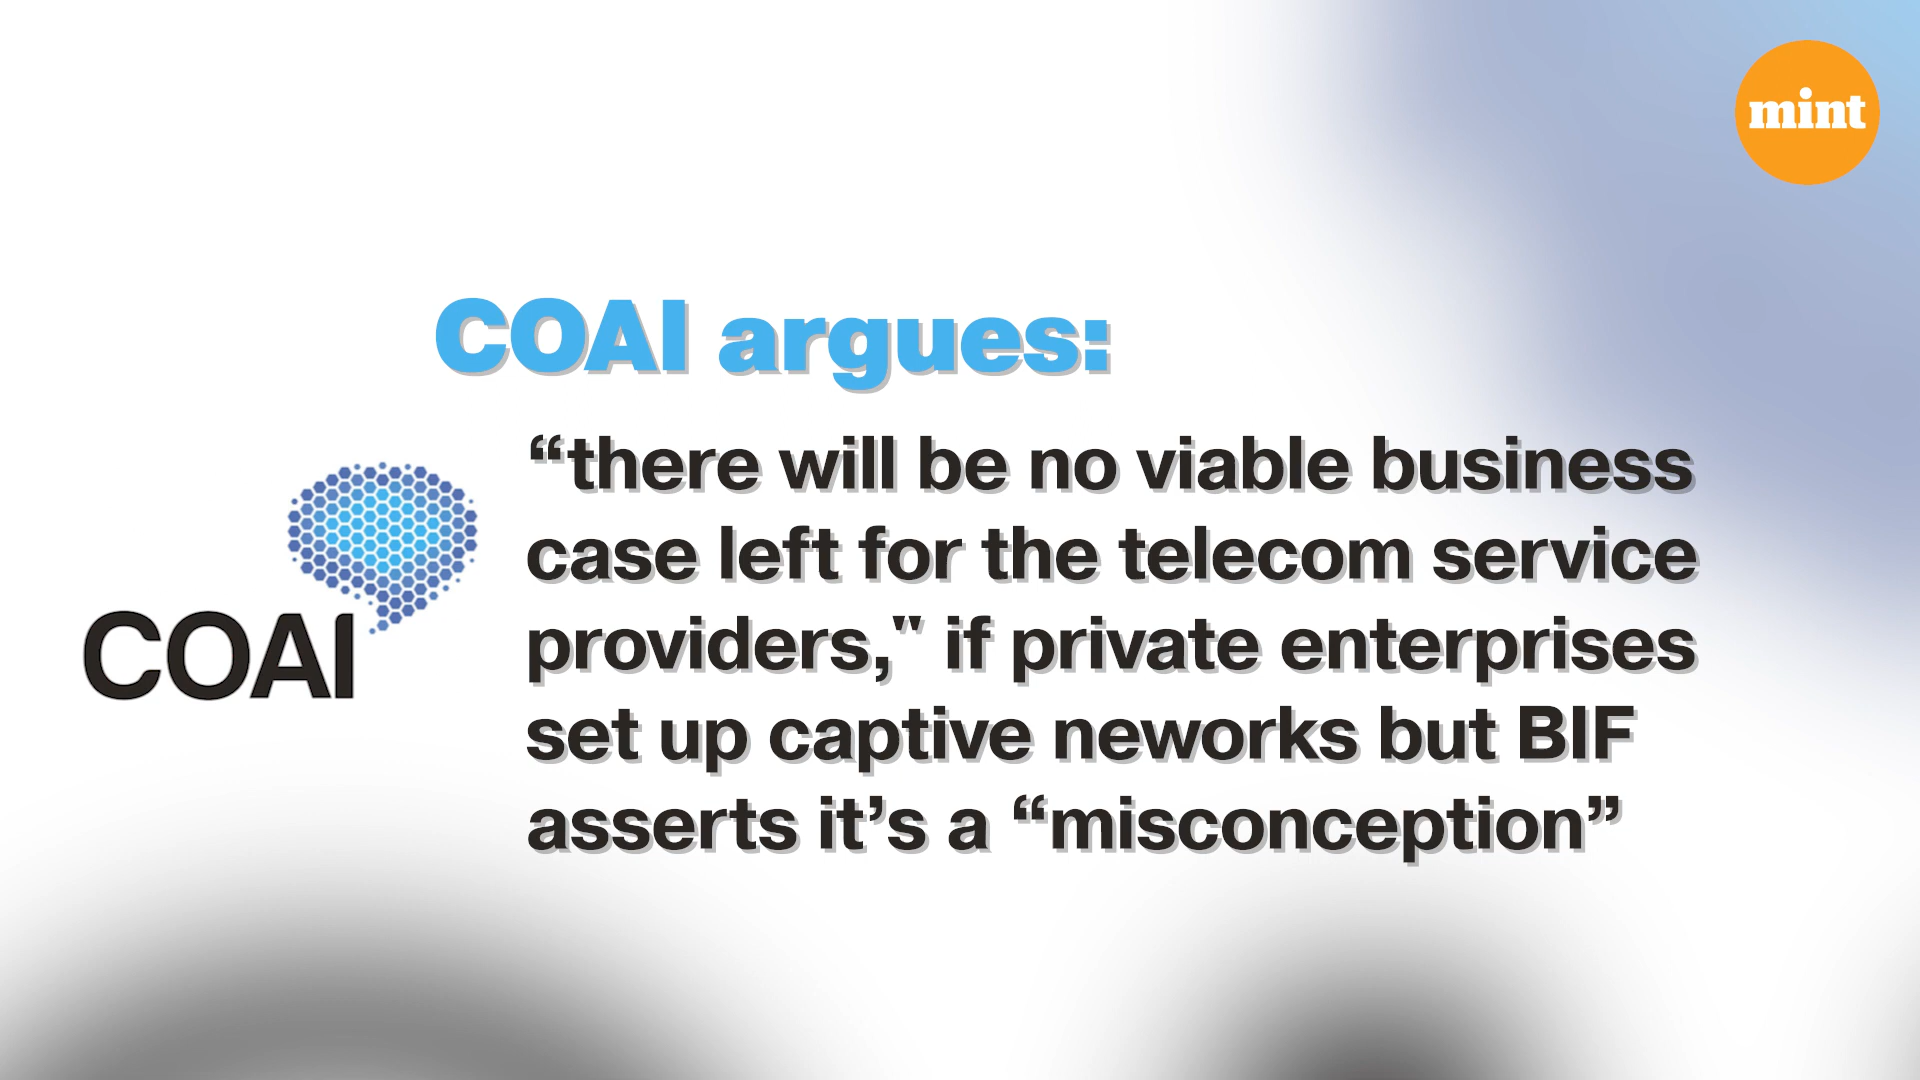 mint
COAI argues:
“there will be no viable business
case left for the telecom service
providers," if private enterprises
set up captive neworks but BIF
asserts it’s a “misconception”
COAI